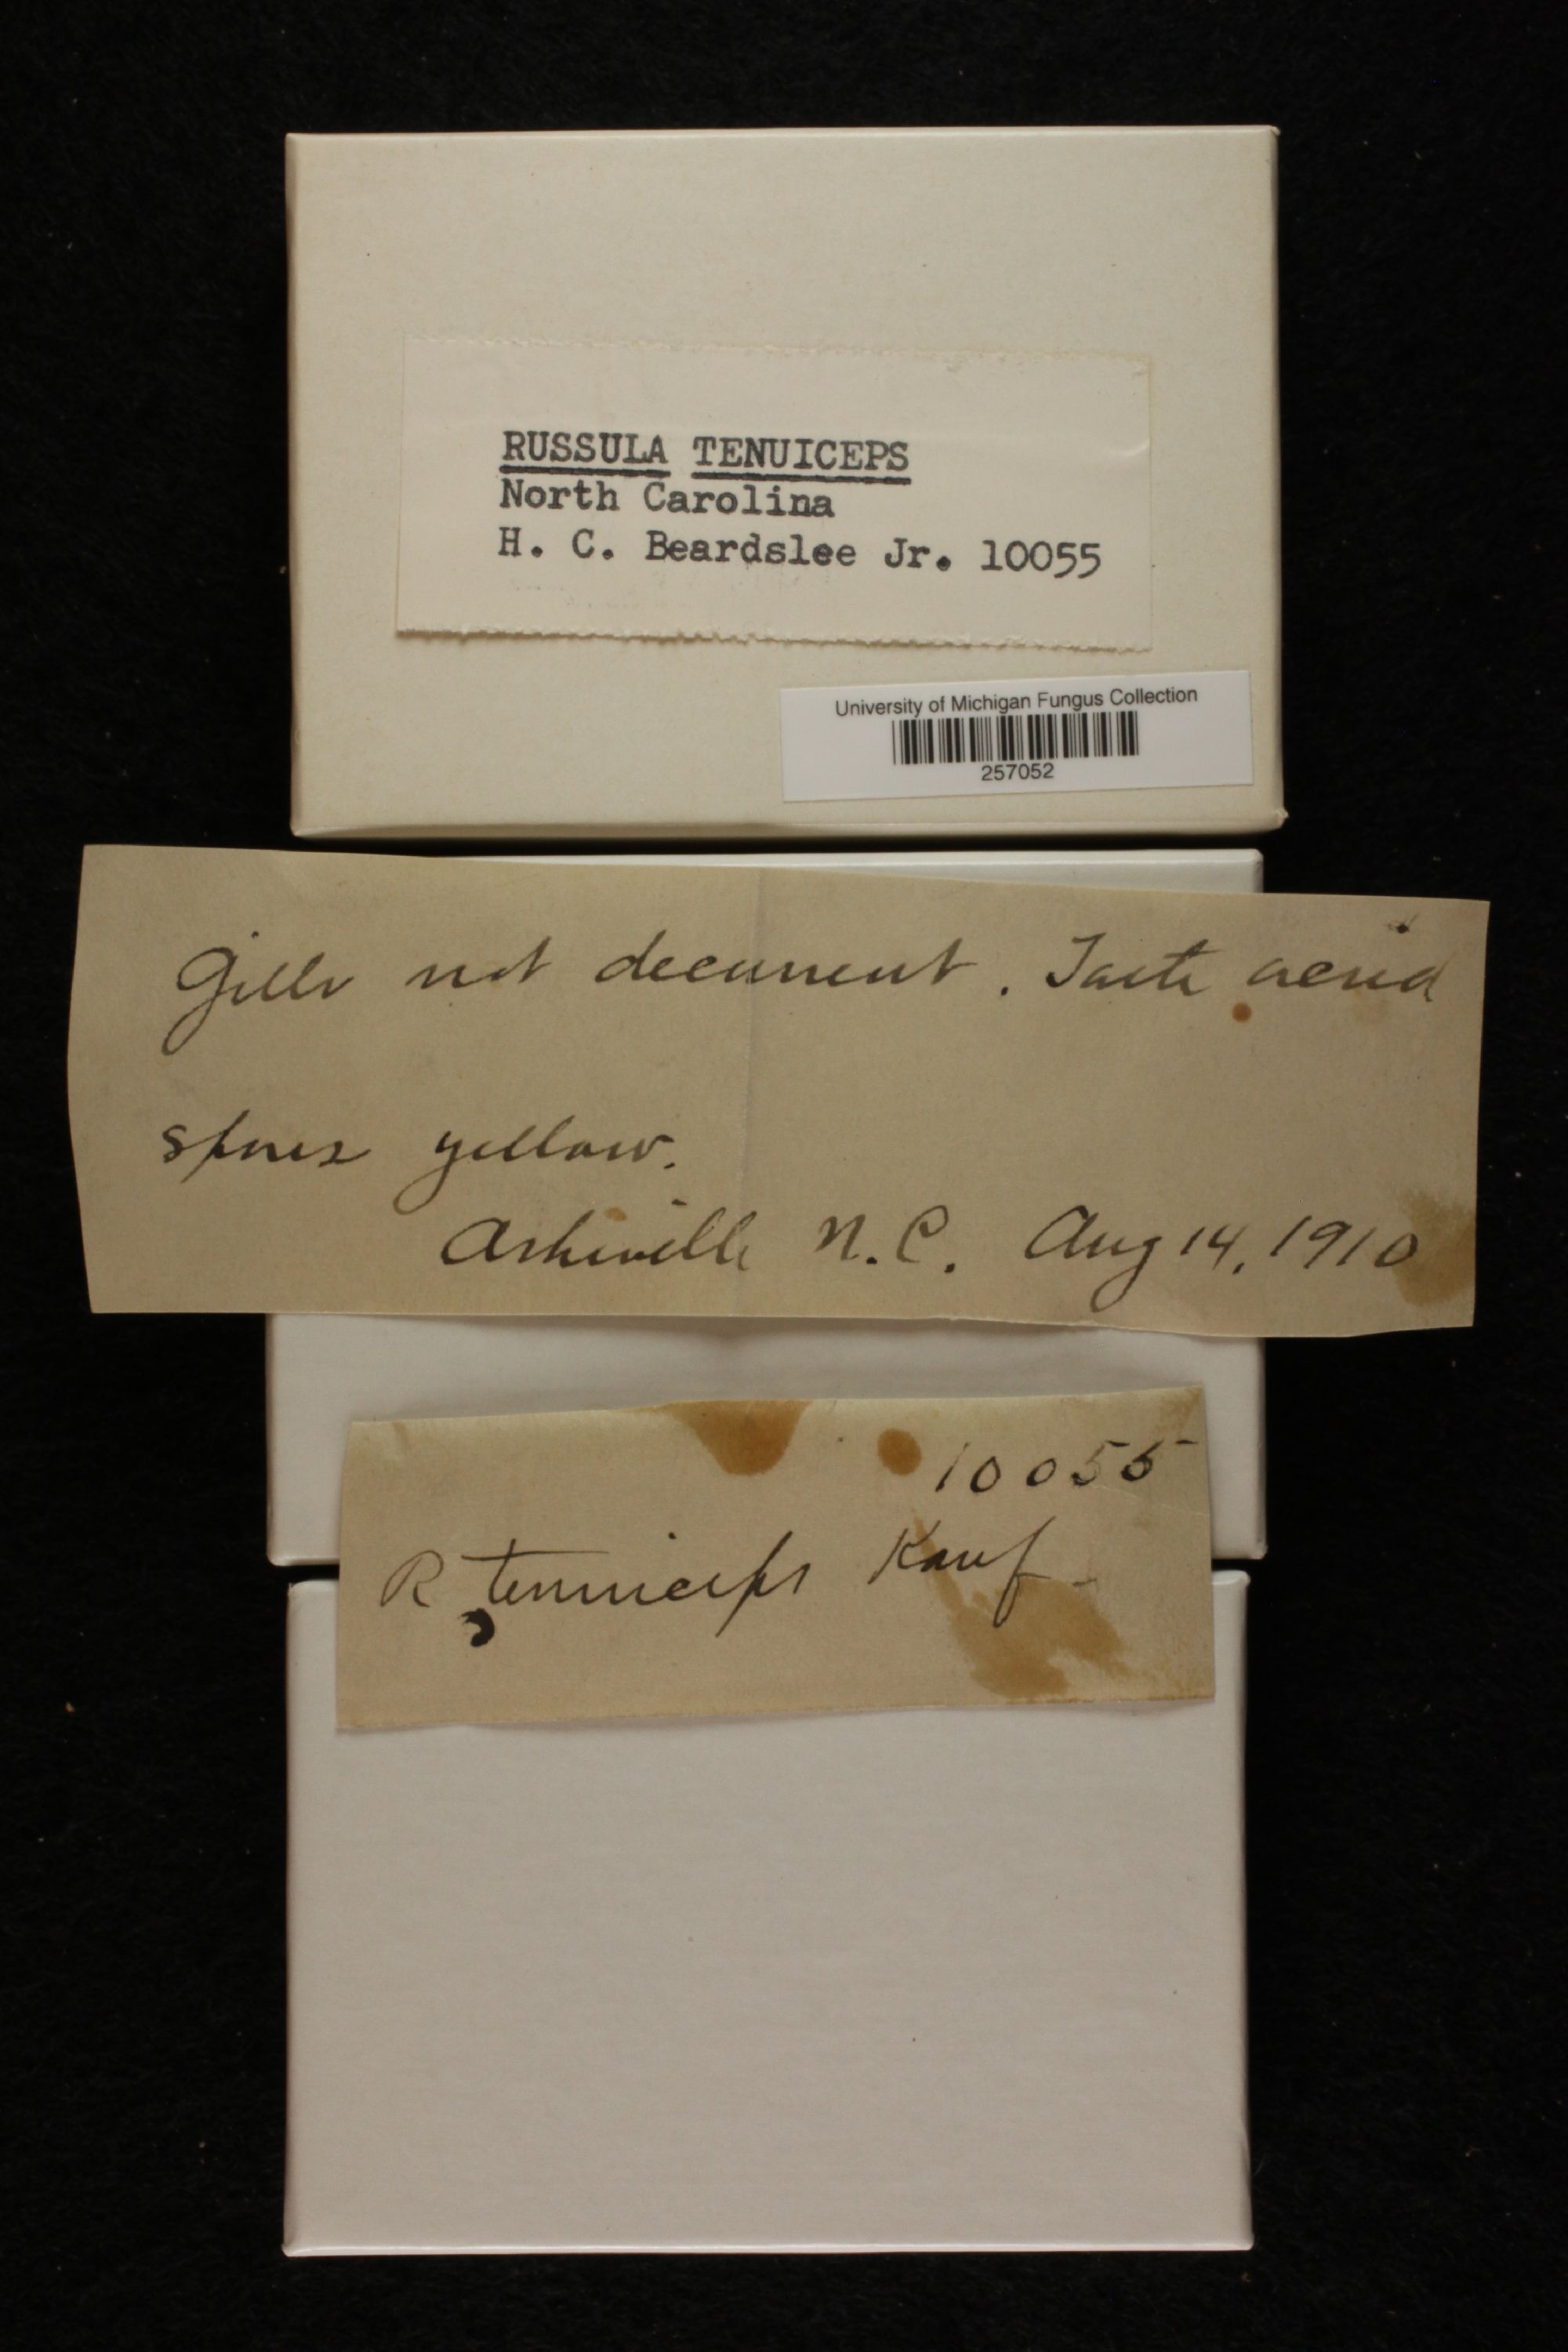 RUSSULA TENUICEPS
North Carolina
H. C. Beardslee Jr. 10055
University of Michigan Fungus Collection
257052
Gills not decurrent. Taste acrid
spores yellow.
Asheville N.C. Aug 14, 1910
10055
R tenuiceps Kauf